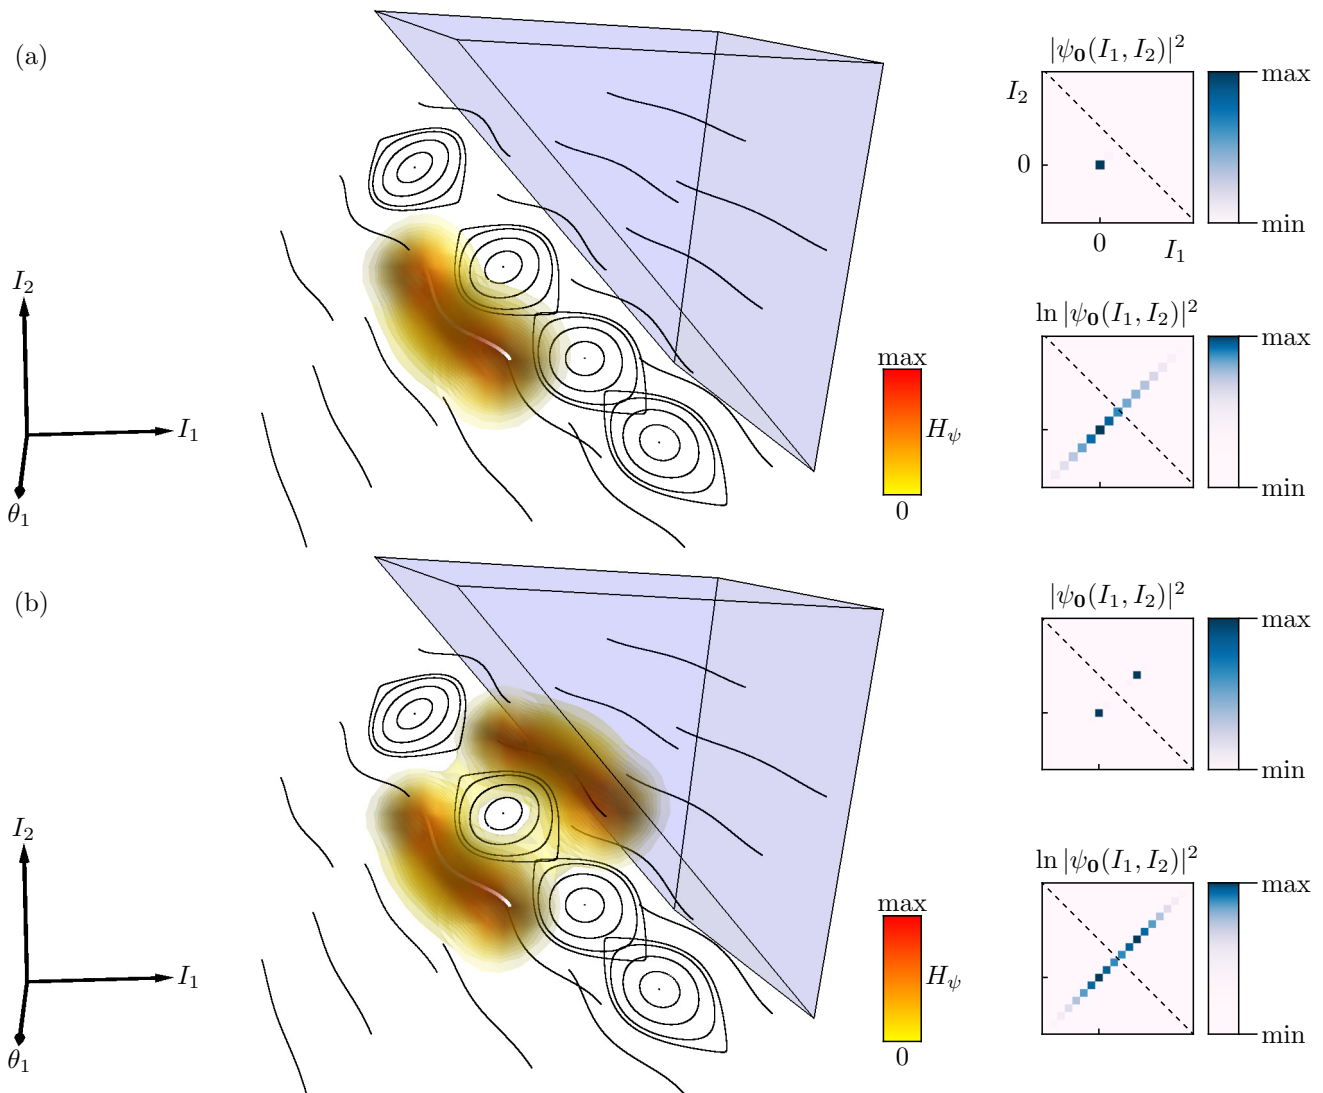 (a)
I₂
I₁
θ₁
max
H_ψ
0
|ψ₀(I₁, I₂)|²
I₂
0
0
I₁
max
min
ln |ψ₀(I₁, I₂)|²
max
min
(b)
I₂
I₁
θ₁
max
H_ψ
0
|ψ₀(I₁, I₂)|²
max
min
ln |ψ₀(I₁, I₂)|²
max
min